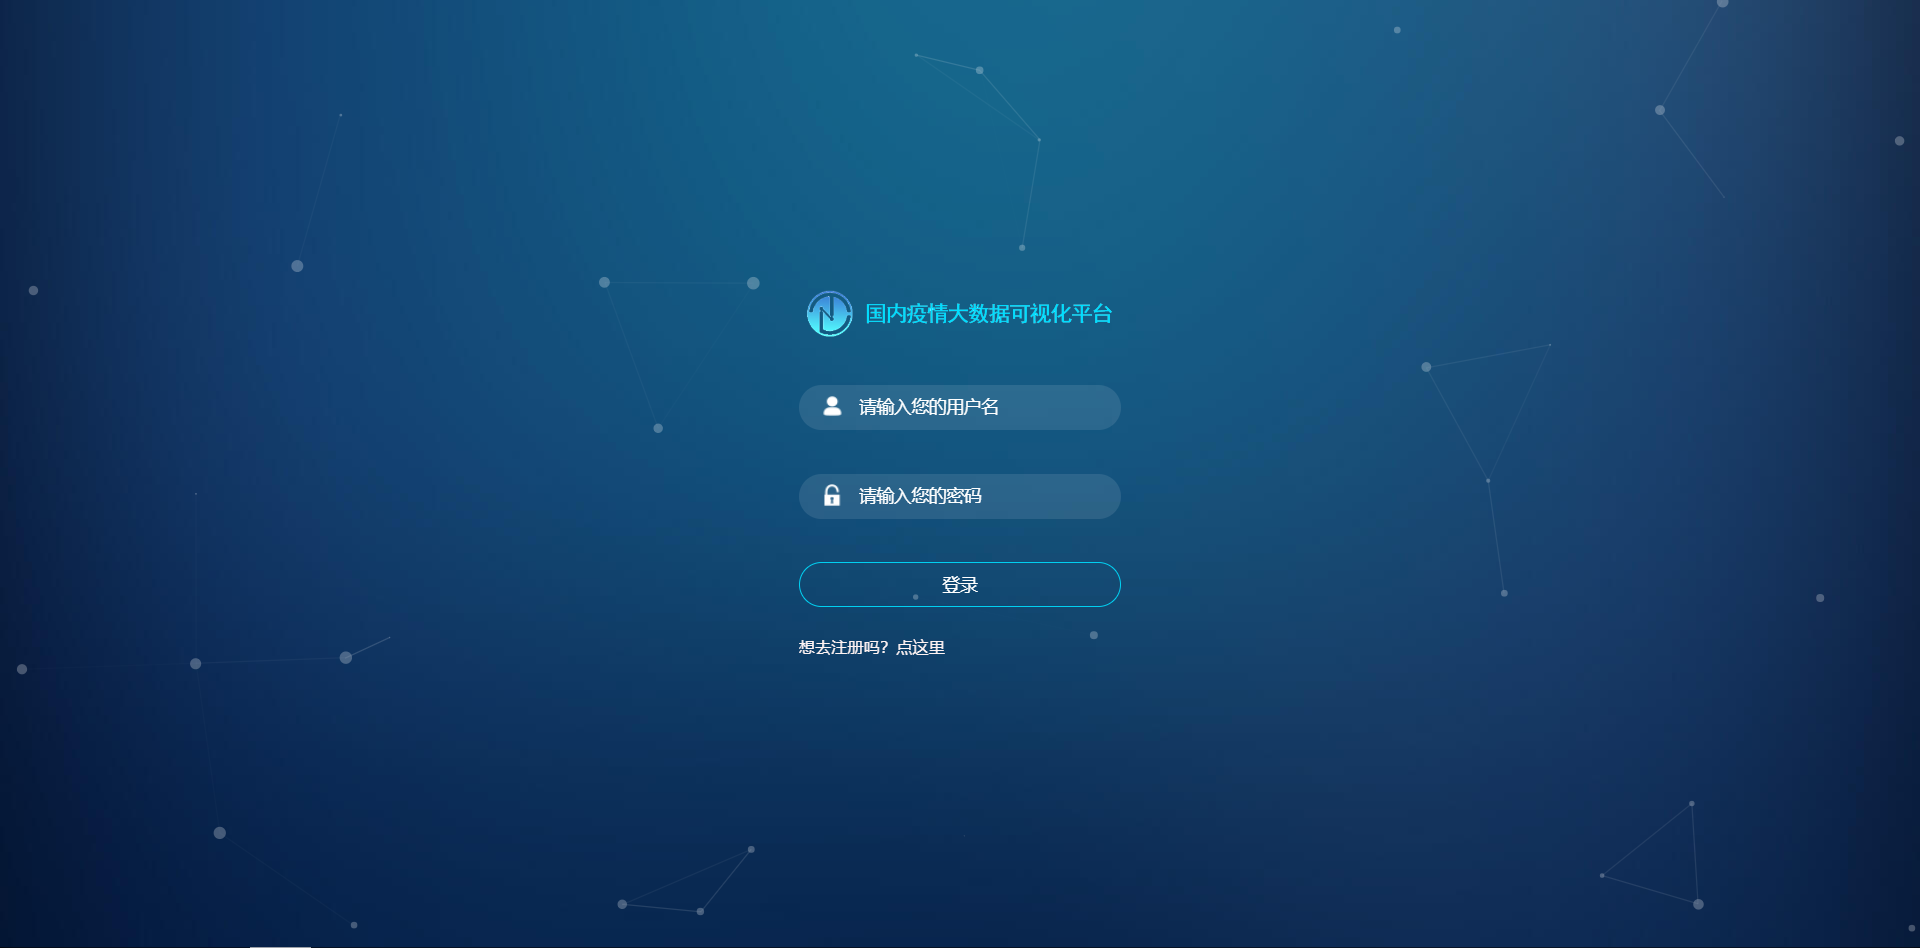 国内疫情大数据可视化平台
请输入您的用户名
请输入您的密码
登录
想去注册吗？点这里